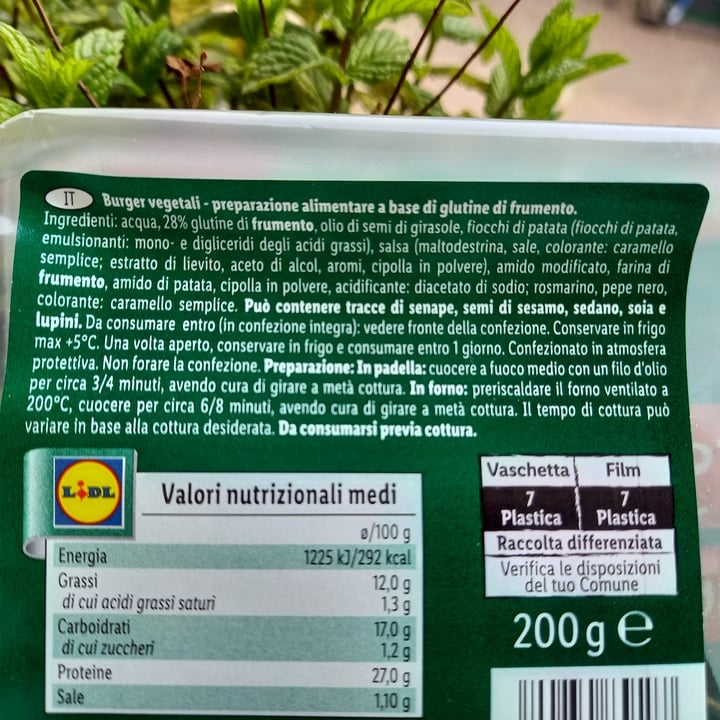 IT Burger vegetali - preparazione alimentare a base di glutine di frumento.
Ingredienti: acqua, 28% glutine di frumento, olio di semi di girasole, fiocchi di patata (fiocchi di patata,
emulsionanti: mono- e digliceridi degli acidi grassi), salsa (maltodestrina, sale, colorante: caramello
semplice; estratto di lievito, aceto di alcol, aromi, cipolla in polvere), amido modificato, farina di
frumento, amido di patata, cipolla in polvere, acidificante: diacetato di sodio; rosmarino, pepe nero,
colorante: caramello semplice. Può contenere tracce di senape, semi di sesamo, sedano, soia e
lupini. Da consumare entro (in confezione integra): vedere fronte della confezione. Conservare in frigo
max +5°C. Una volta aperto, conservare in frigo e consumare entro 1 giorno. Confezionato in atmosfera
protettiva. Non forare la confezione. Preparazione: In padella: cuocere a fuoco medio con un filo d'olio
per circa 3/4 minuti, avendo cura di girare a metà cottura. In forno: preriscaldare il forno ventilato a
200°C, cuocere per circa 6/8 minuti, avendo cura di girare a metà cottura. Il tempo di cottura può
variare in base alla cottura desiderata. Da consumarsi previa cottura.
LIDL
Valori nutrizionali medi
ø/100 g
Energia 1225 kJ/292 kcal
Grassi 12,0 g
di cui acidi grassi saturi 1,3 g
Carboidrati 17,0 g
di cui zuccheri 1,2 g
Proteine 27,0 g
Sale 1,10 g
Vaschetta Film
7 7
Plastica Plastica
Raccolta differenziata
Verifica le disposizioni
del tuo Comune
200 g e